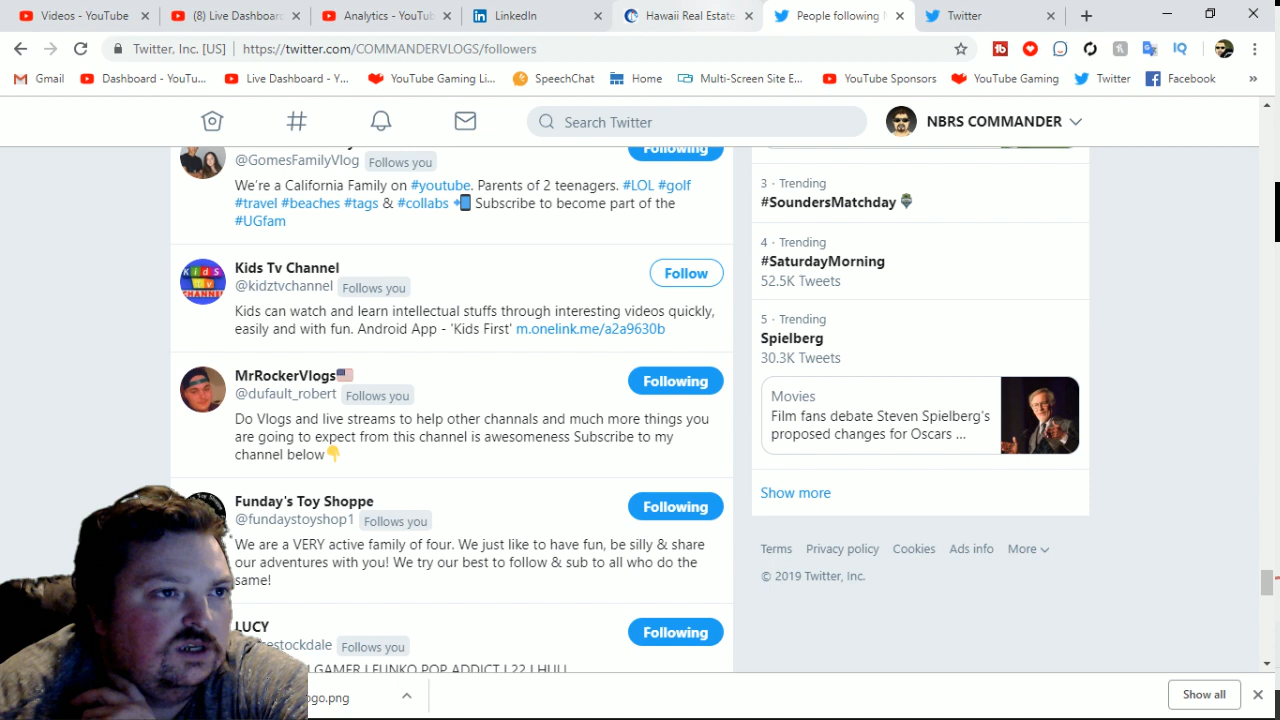 Videos - YouTube
(8) Live Dashboard
Analytics - YouTube
LinkedIn
Hawaii Real Estate
People following
Twitter
Twitter, Inc. [US] | https://twitter.com/COMMANDERVLOGS/followers
Gmail
Dashboard - YouTu...
Live Dashboard - Y...
YouTube Gaming Li...
SpeechChat
Home
Multi-Screen Site E...
YouTube Sponsors
YouTube Gaming
Twitter
Facebook
Search Twitter
NBRS COMMANDER
@GomesFamilyVlog Follows you
Following
We're a California Family on #youtube. Parents of 2 teenagers. #LOL #golf
#travel #beaches #tags & #collabs 📲 Subscribe to become part of the
#UGfam
Kids Tv Channel
@kidztvchannel Follows you
Follow
Kids can watch and learn intellectual stuffs through interesting videos quickly,
easily and with fun. Android App - 'Kids First' m.onelink.me/a2a9630b
MrRockerVlogs🇺🇸
@dufault_robert Follows you
Following
Do Vlogs and live streams to help other channels and much more things you
are going to expect from this channel is awesomeness Subscribe to my
channel below👇
Funday's Toy Shoppe
@fundaystoyshop1 Follows you
Following
We are a VERY active family of four. We just like to have fun, be silly & share
our adventures with you! We try our best to follow & sub to all who do the
same!
LUCY
restockdale Follows you
Following
GAMER | FUNKO POP ADDICT | 22 | HULL
3 · Trending
#SoundersMatchday
4 · Trending
#SaturdayMorning
52.5K Tweets
5 · Trending
Spielberg
30.3K Tweets
Movies
Film fans debate Steven Spielberg's
proposed changes for Oscars ...
Show more
Terms Privacy policy Cookies Ads info More
© 2019 Twitter, Inc.
ogo.png
Show all